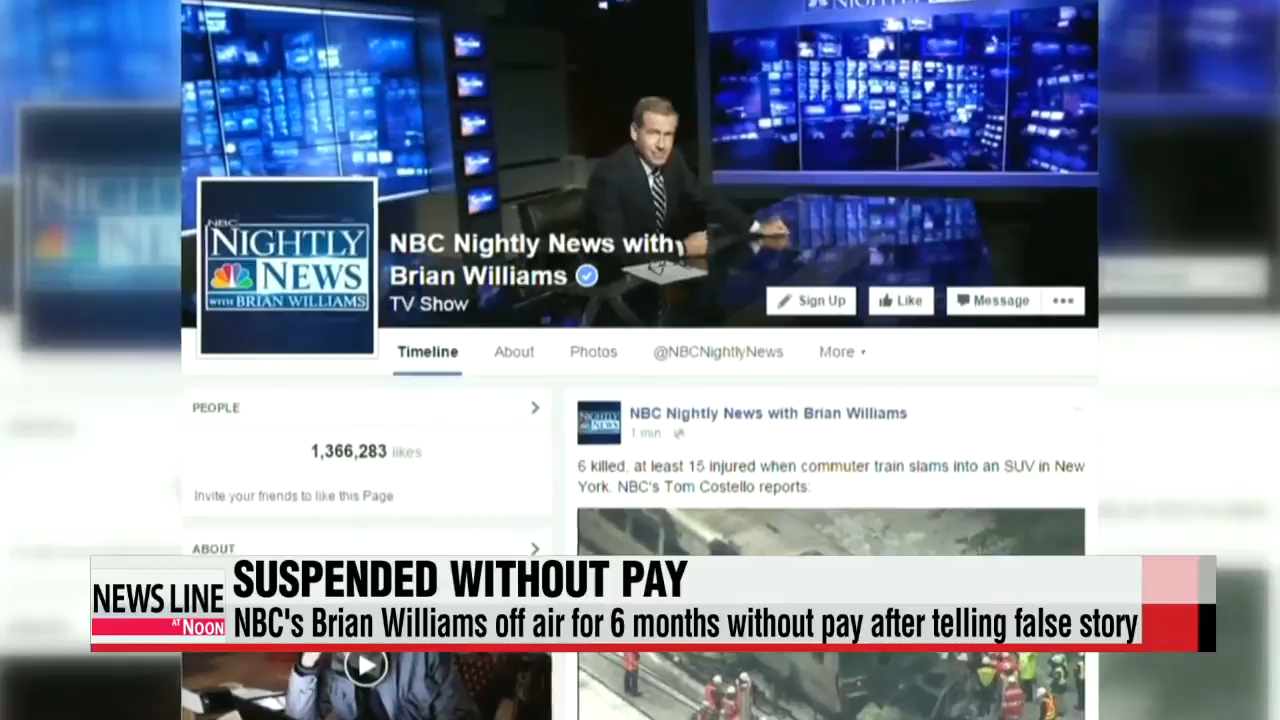 NIGHTLY
NBC
NIGHTLY
NEWS
WITH BRIAN WILLIAMS
NBC Nightly News with
Brian Williams
TV Show
Sign Up
Like
Message
Timeline
About
Photos
@NBCNightlyNews
More
PEOPLE
1,366,283 likes
Invite your friends to like this Page
ABOUT
NIGHTLY
NEWS
NBC Nightly News with Brian Williams
1 min
6 killed, at least 15 injured when commuter train slams into an SUV in New
York. NBC's Tom Costello reports:
NEWS LINE
AT NOON
SUSPENDED WITHOUT PAY
NBC's Brian Williams off air for 6 months without pay after telling false story